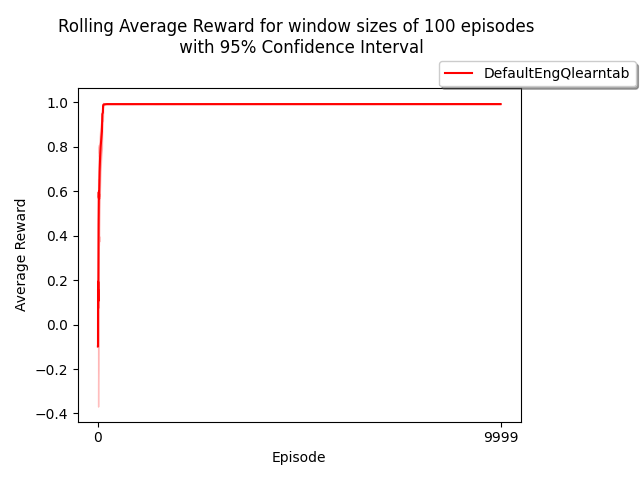 Rolling Average Reward for window sizes of 100 episodes
with 95% Confidence Interval
DefaultEngQlearntab
1.0
0.8
0.6
0.4
0.2
0.0
−0.2
−0.4
Average Reward
0
9999
Episode